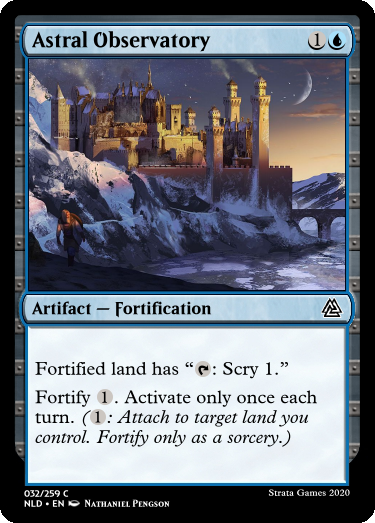 Astral Observatory 1
Artifact — Fortification
Fortified land has “: Scry 1.”
Fortify 1. Activate only once each
turn. (1: Attach to target land you
control. Fortify only as a sorcery.)
032/259 C
NLD • EN Nathaniel Pengson
Strata Games 2020